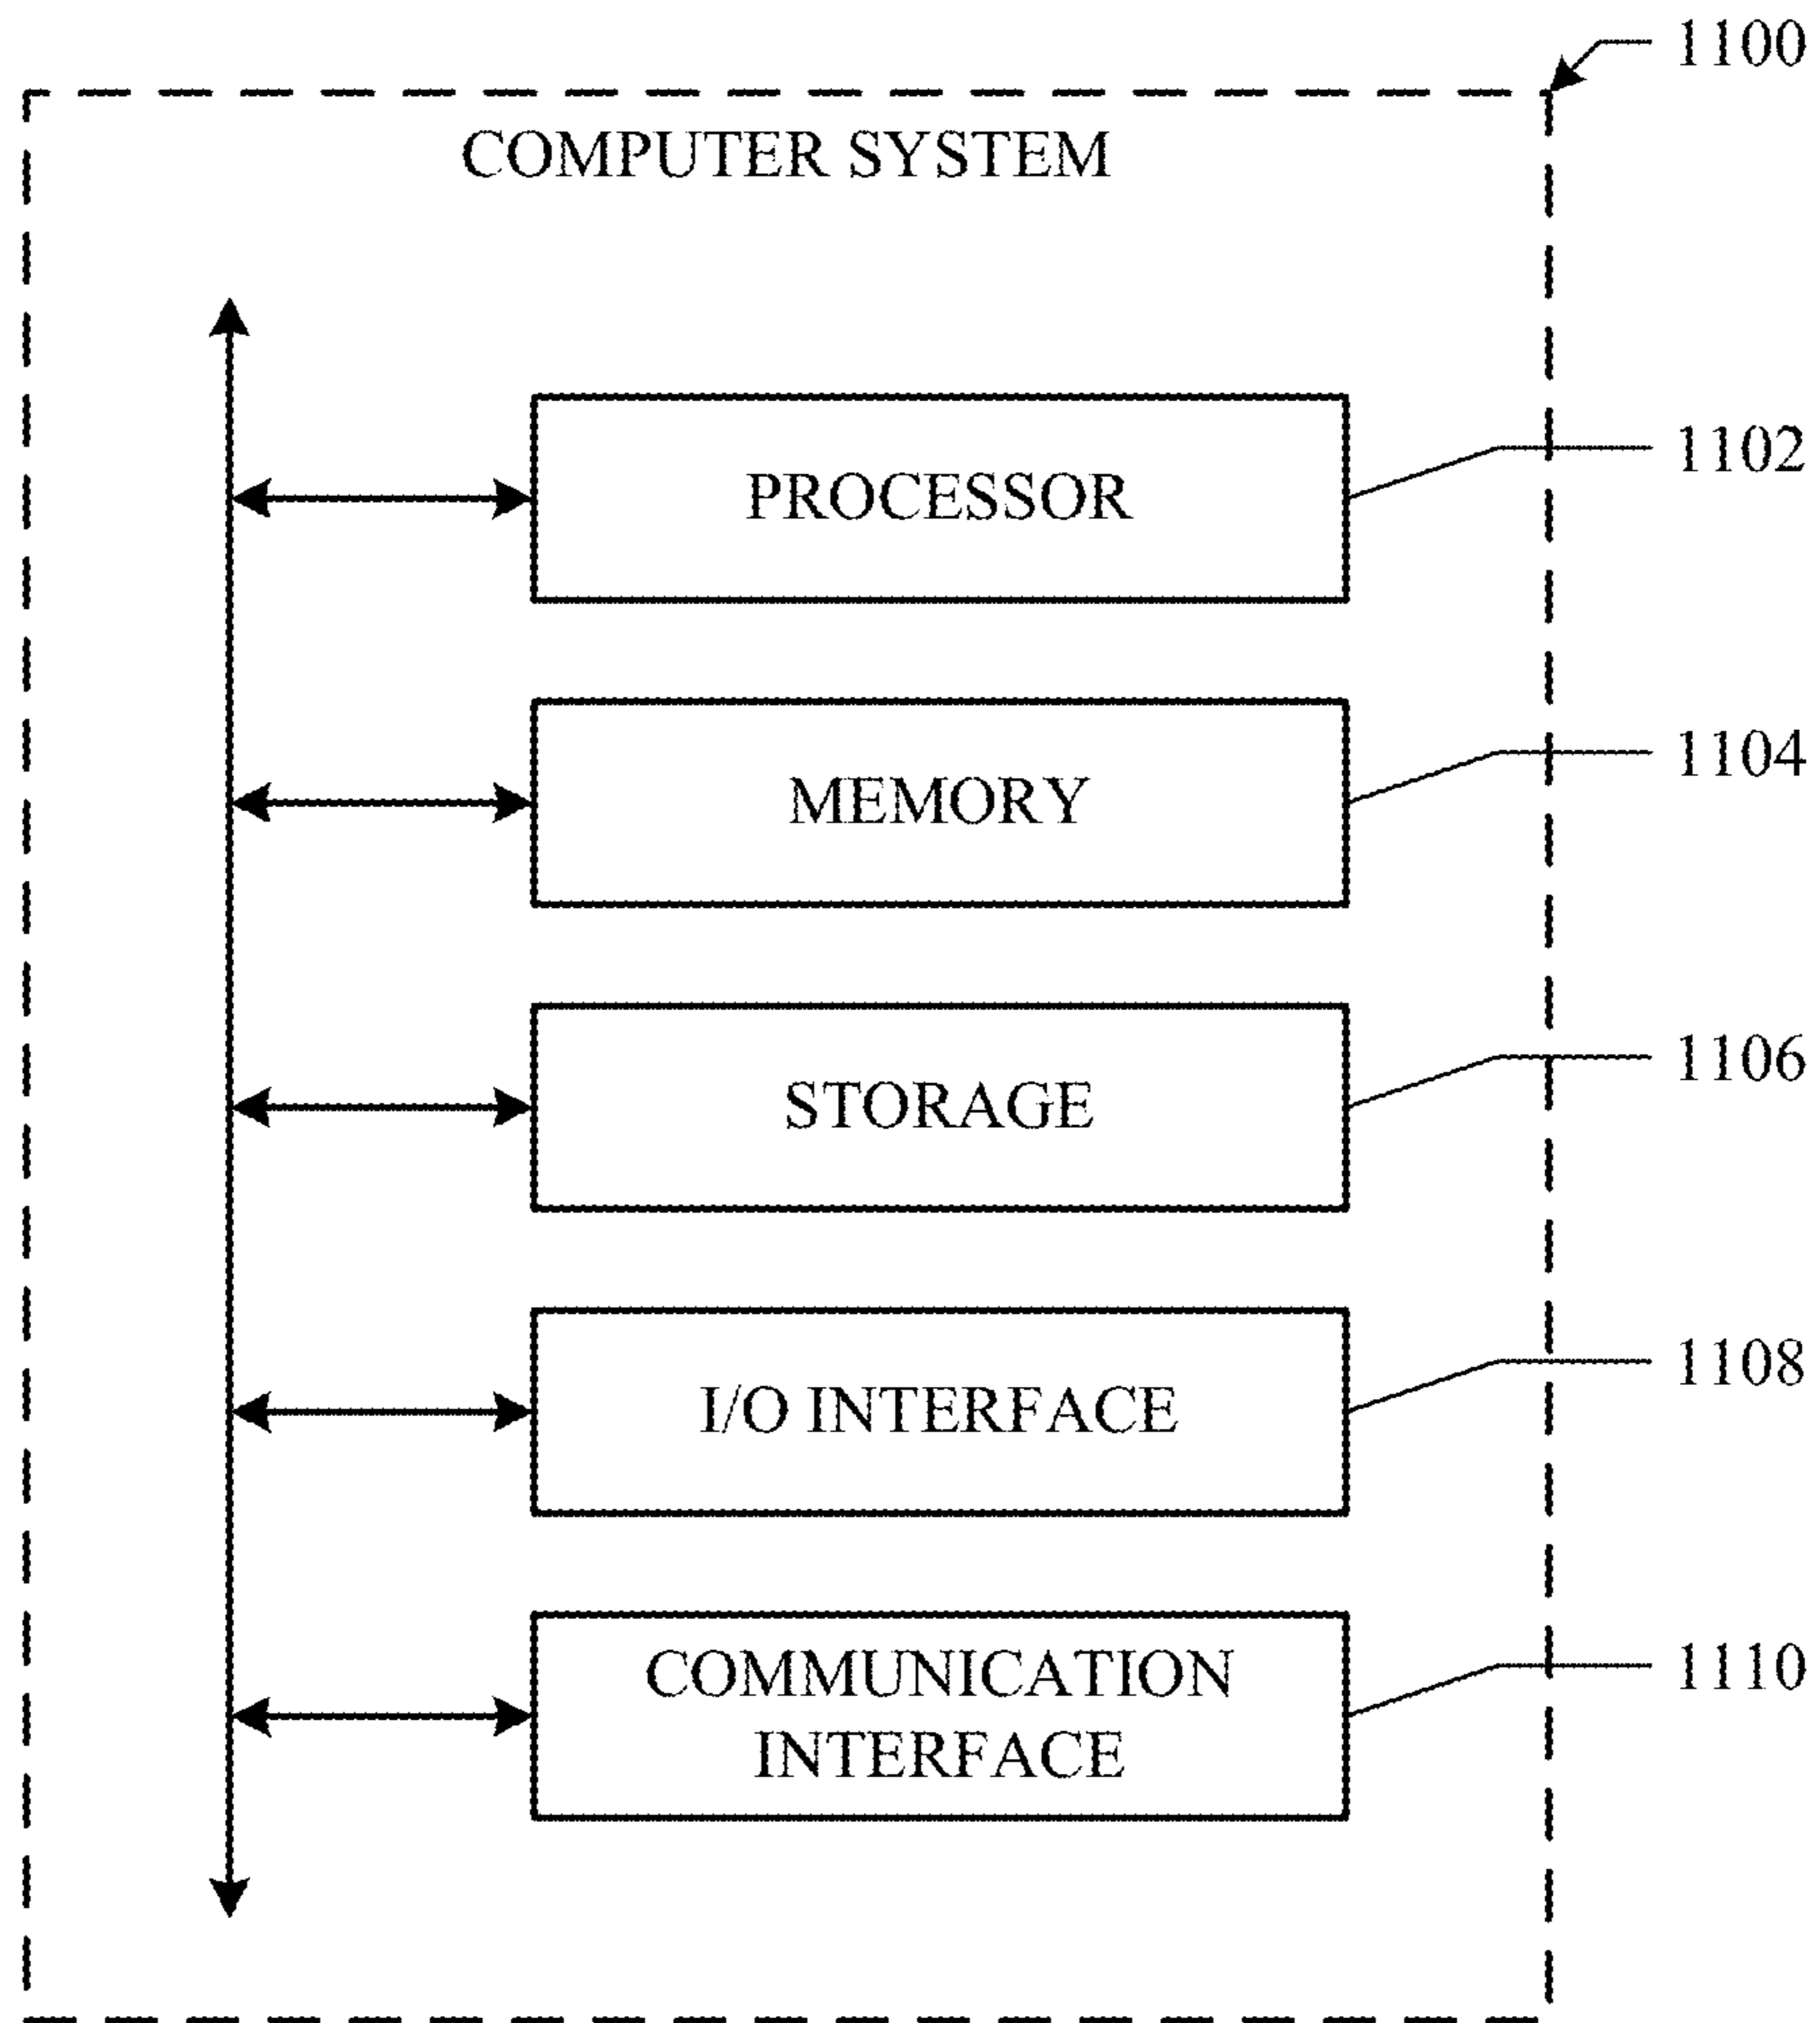 1100
COMPUTER SYSTEM
PROCESSOR
1102
MEMORY
1104
STORAGE
1106
I/O INTERFACE
1108
COMMUNICATION
INTERFACE
1110